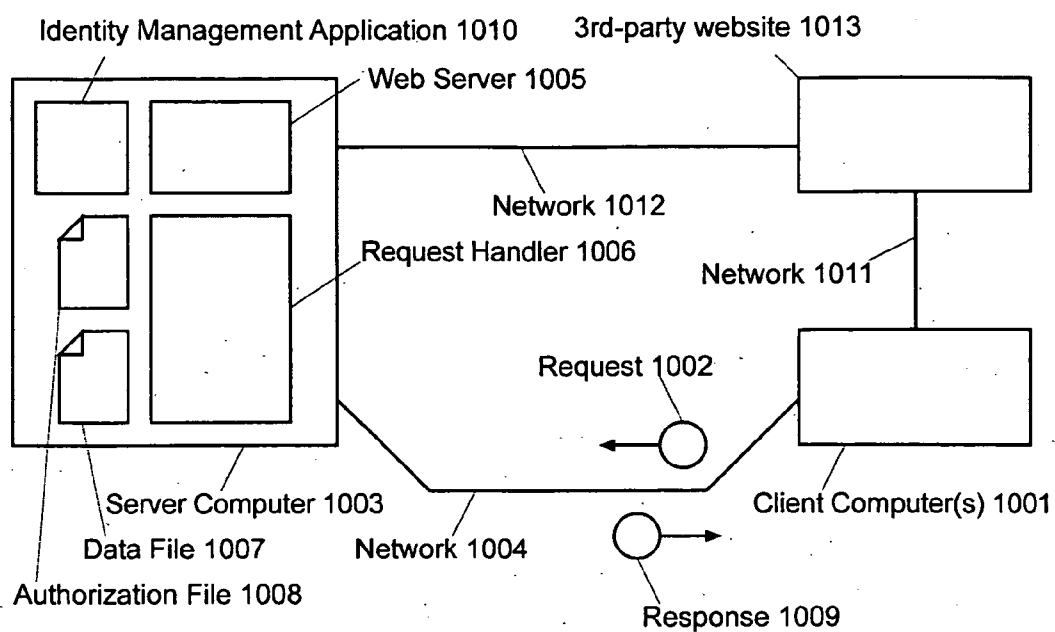 Identity Management Application 1010
3rd-party website 1013
Web Server 1005
Network 1012
Request Handler 1006
Network 1011
Request 1002
Server Computer 1003
Client Computer(s) 1001
Data File 1007
Network 1004
Authorization File 1008
Response 1009